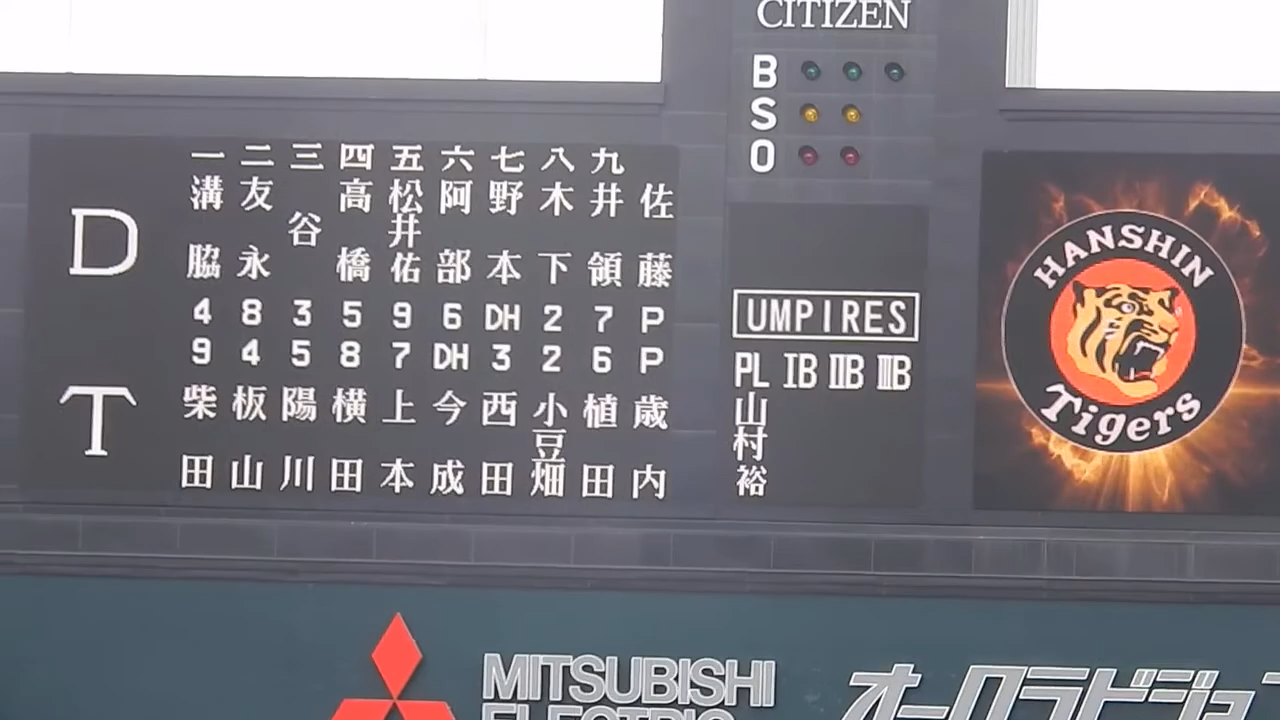 CITIZEN
B
S
O
一 二 三 四 五 六 七 八 九
D
溝脇 友永 谷 高橋 松井佑 阿部 野本 木下 井領 佐藤
4 8 3 5 9 6 DH 2 7 P
9 4 5 8 7 DH 3 2 6 P
T
柴田 板山 陽川 横田 上本 今成 西田 小豆畑 植田 歳内
UMPIRES
PL ⅠB ⅡB ⅢB
山村裕
HANSHIN
Tigers
MITSUBISHI
ELECTRIC
オーロラビジョ